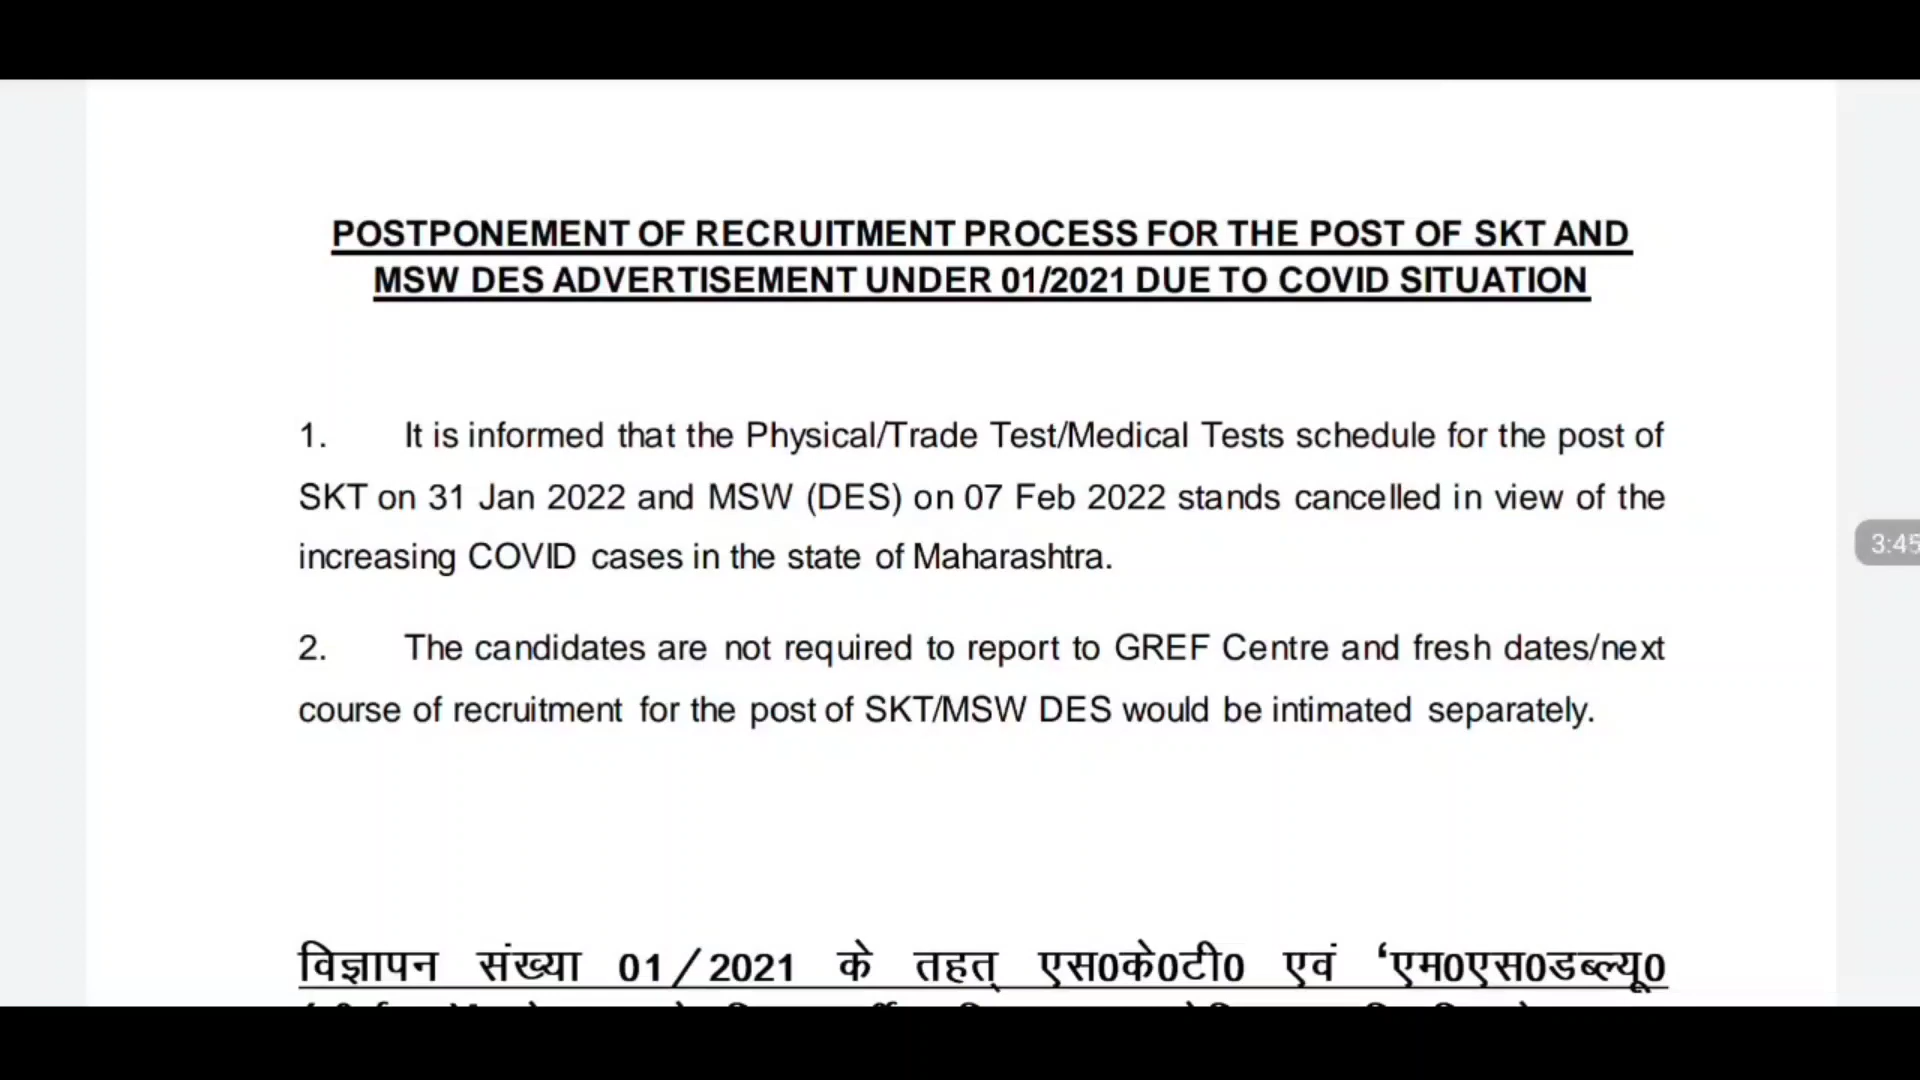 POSTPONEMENT OF RECRUITMENT PROCESS FOR THE POST OF SKT AND
MSW DES ADVERTISEMENT UNDER 01/2021 DUE TO COVID SITUATION
1. It is informed that the Physical/Trade Test/Medical Tests schedule for the post of
SKT on 31 Jan 2022 and MSW (DES) on 07 Feb 2022 stands cancelled in view of the
increasing COVID cases in the state of Maharashtra.
2. The candidates are not required to report to GREF Centre and fresh dates/next
course of recruitment for the post of SKT/MSW DES would be intimated separately.
विज्ञापन संख्या 01/2021 के तहत् एस0के0टी0 एवं ‘एम0एस0डब्ल्यू0
3:45